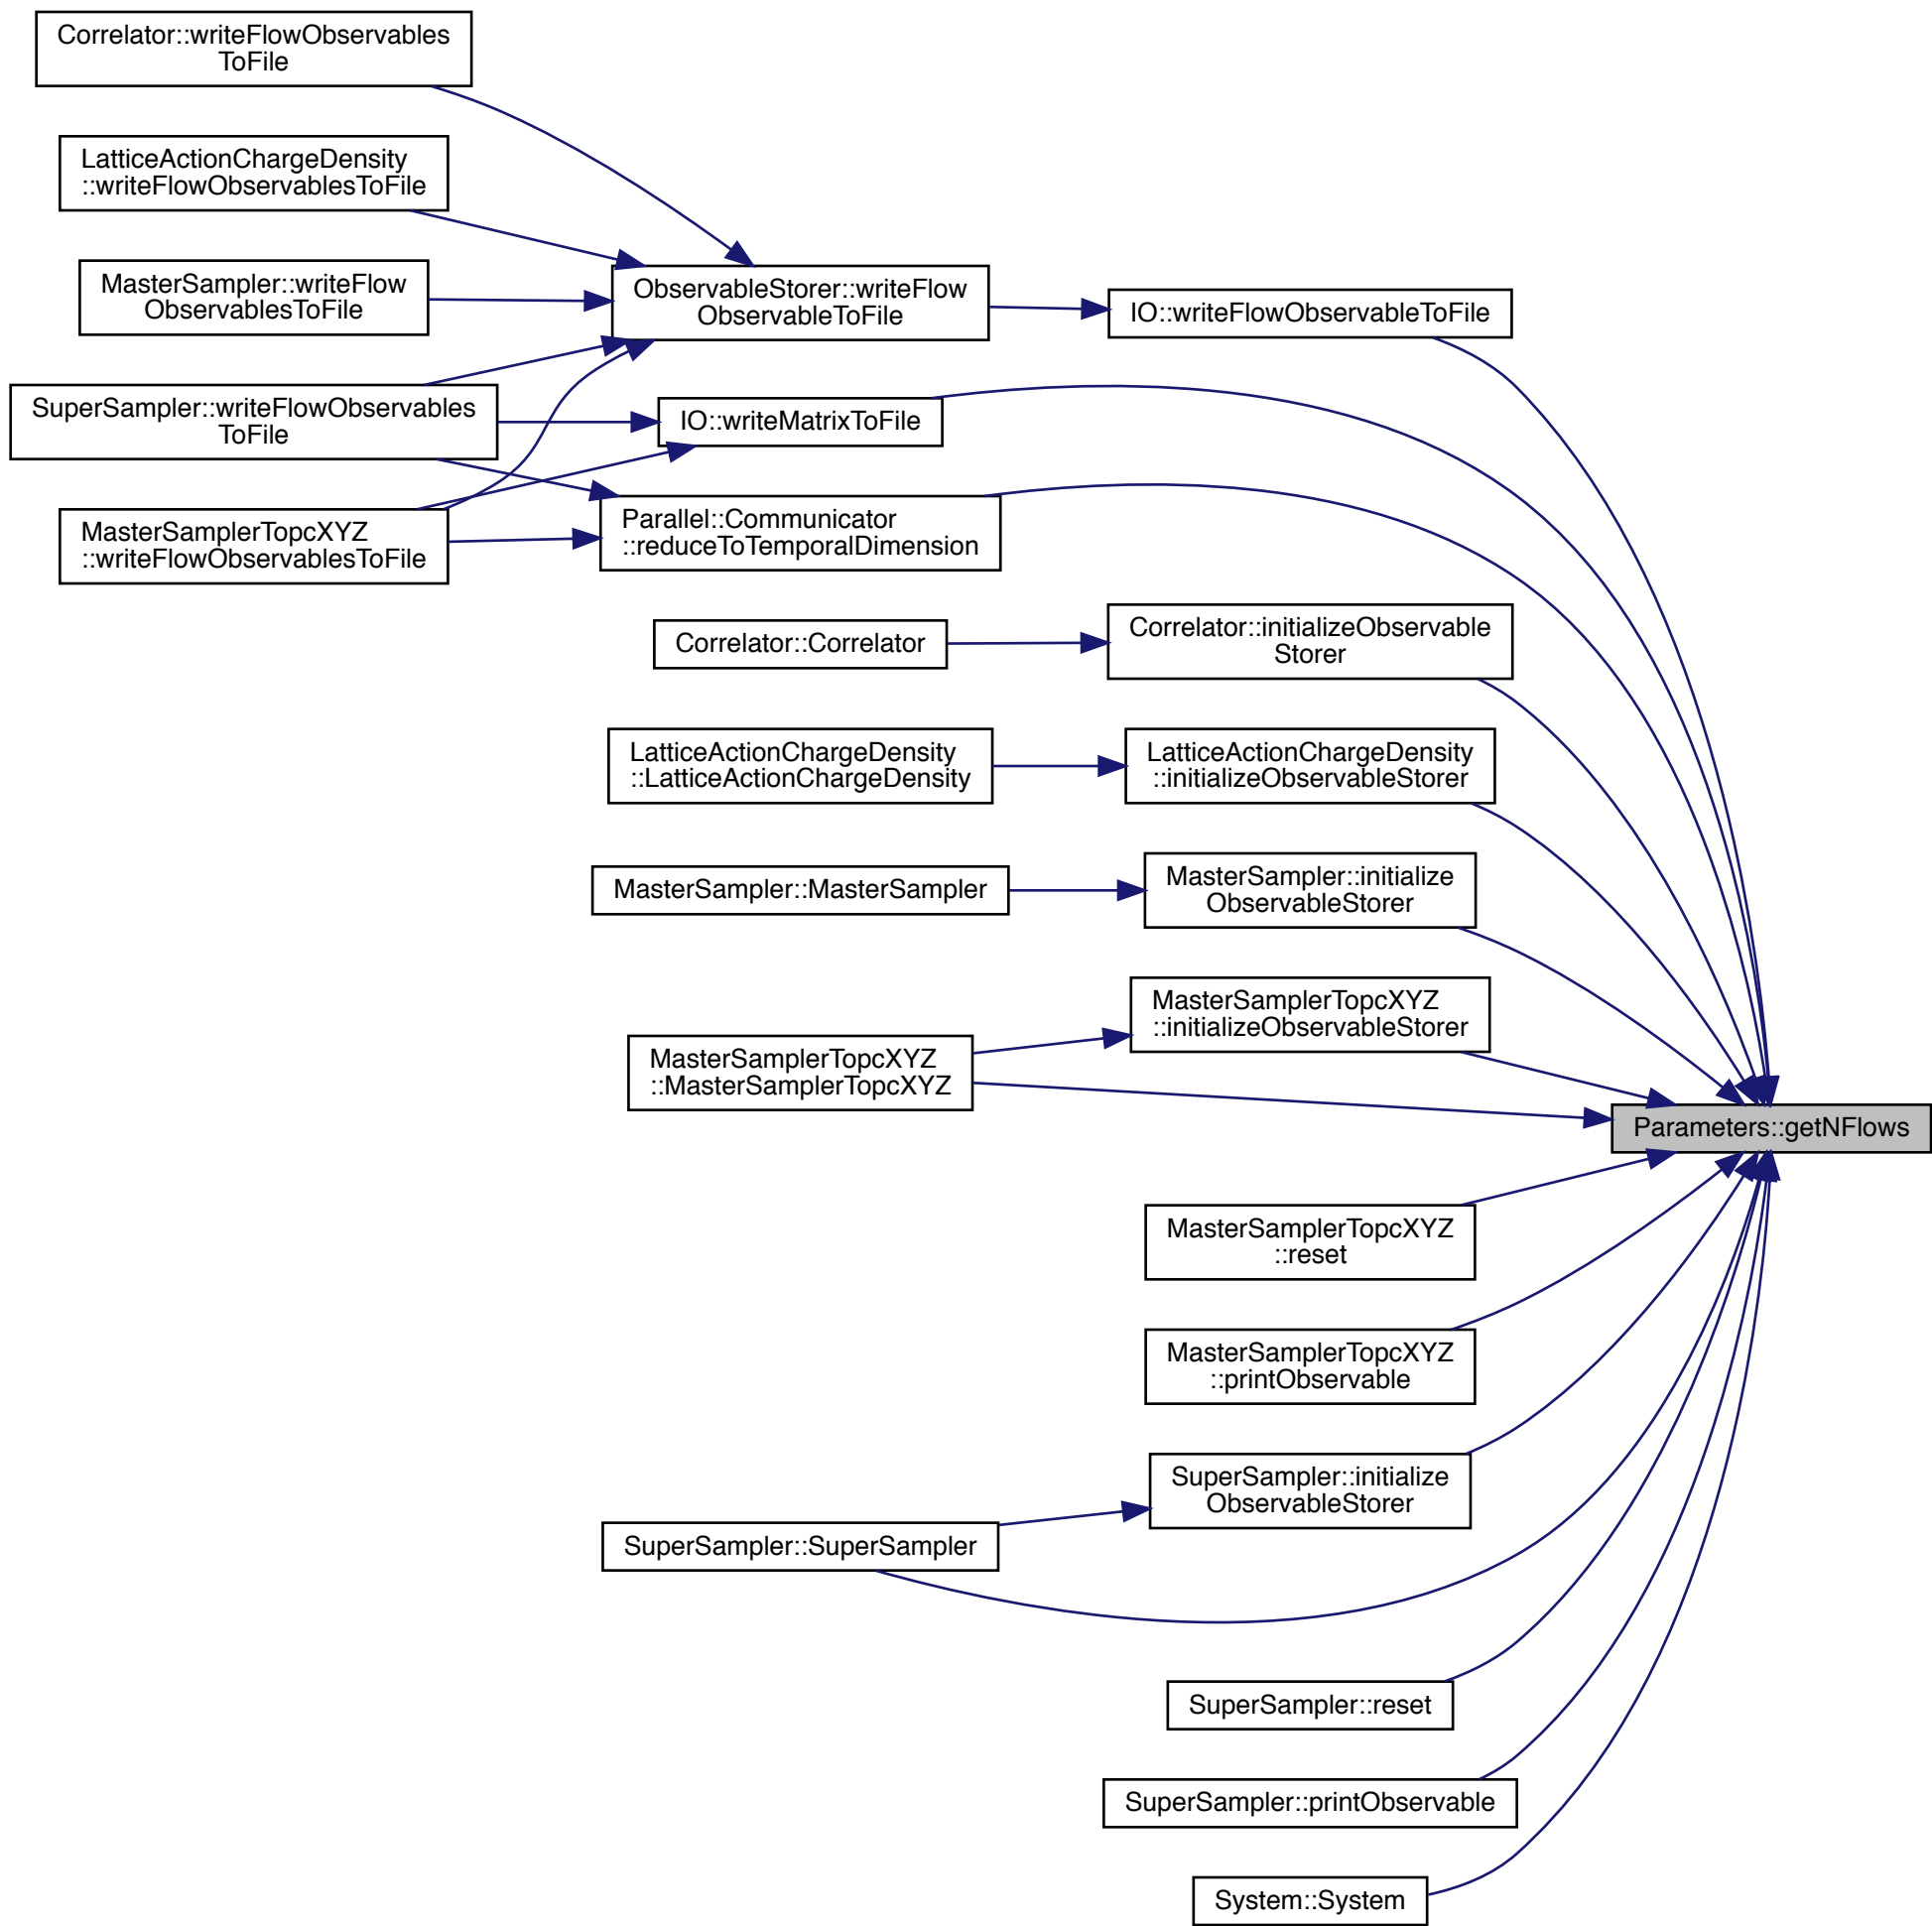 Correlator::writeFlowObservables
ToFile
LatticeActionChargeDensity
::writeFlowObservablesToFile
MasterSampler::writeFlow
ObservablesToFile
SuperSampler::writeFlowObservables
ToFile
MasterSamplerTopcXYZ
::writeFlowObservablesToFile
ObservableStorer::writeFlow
ObservableToFile
IO::writeFlowObservableToFile
IO::writeMatrixToFile
Parallel::Communicator
::reduceToTemporalDimension
Correlator::Correlator
Correlator::initializeObservable
Storer
LatticeActionChargeDensity
::LatticeActionChargeDensity
LatticeActionChargeDensity
::initializeObservableStorer
MasterSampler::MasterSampler
MasterSampler::initialize
ObservableStorer
MasterSamplerTopcXYZ
::MasterSamplerTopcXYZ
MasterSamplerTopcXYZ
::initializeObservableStorer
Parameters::getNFlows
MasterSamplerTopcXYZ
::reset
MasterSamplerTopcXYZ
::printObservable
SuperSampler::SuperSampler
SuperSampler::initialize
ObservableStorer
SuperSampler::reset
SuperSampler::printObservable
System::System